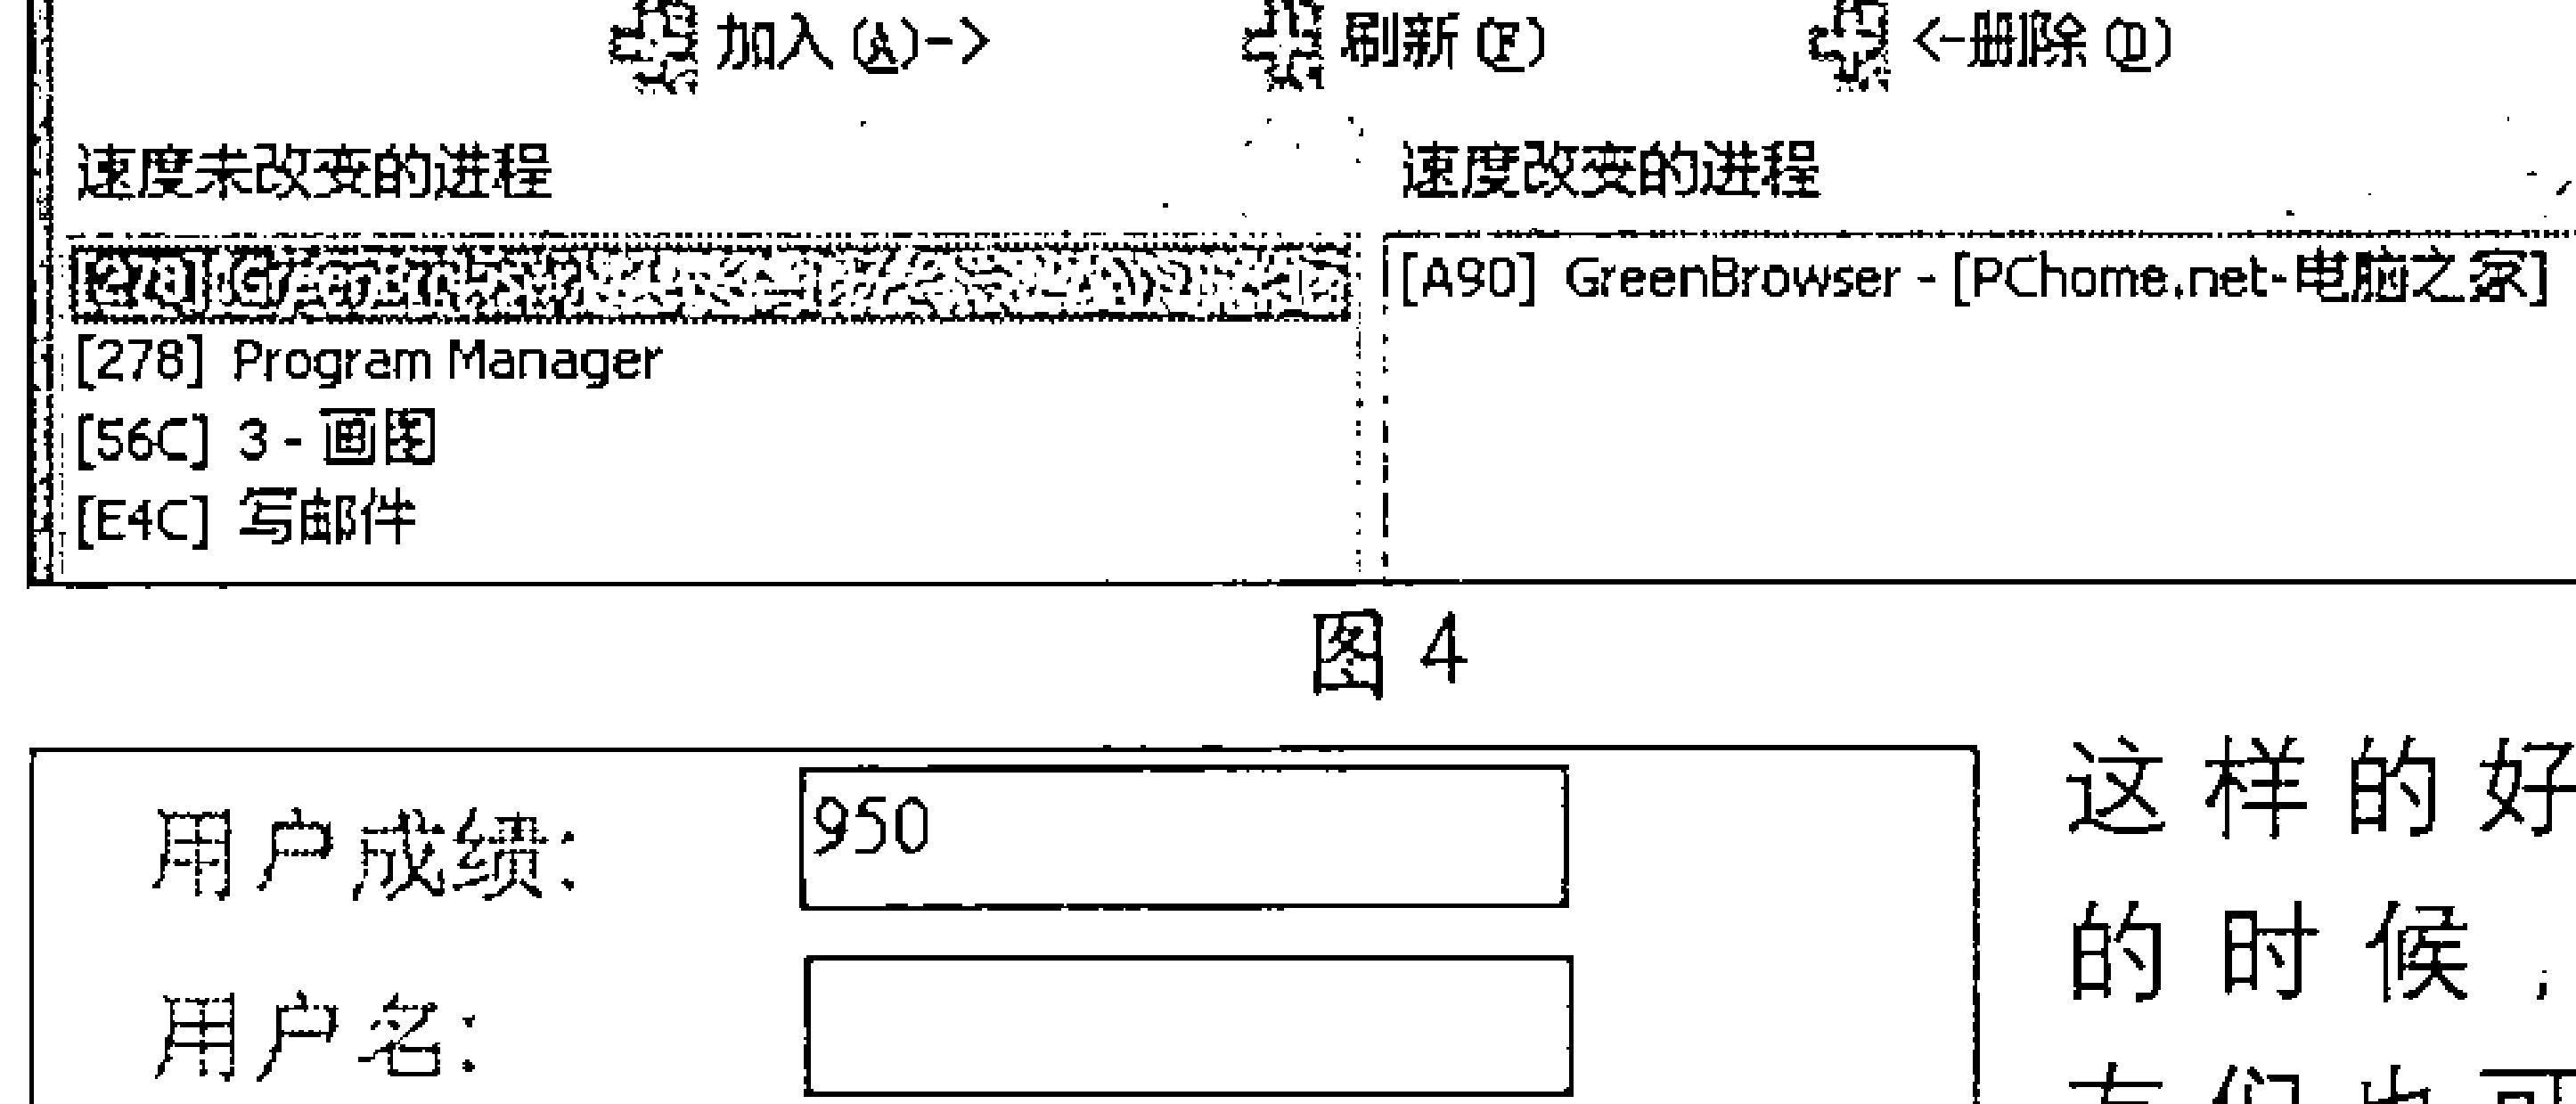 加入(A)-> 刷新(F) <-删除(D)
速度未改变的进程 速度改变的进程
[A90] GreenBrowser - [PChome.net-电脑之家]
[278] Program Manager
[56C] 3 - 画图
[E4C] 写邮件
图 4
用户成绩: 950
用户名:
这样的好
的时候，